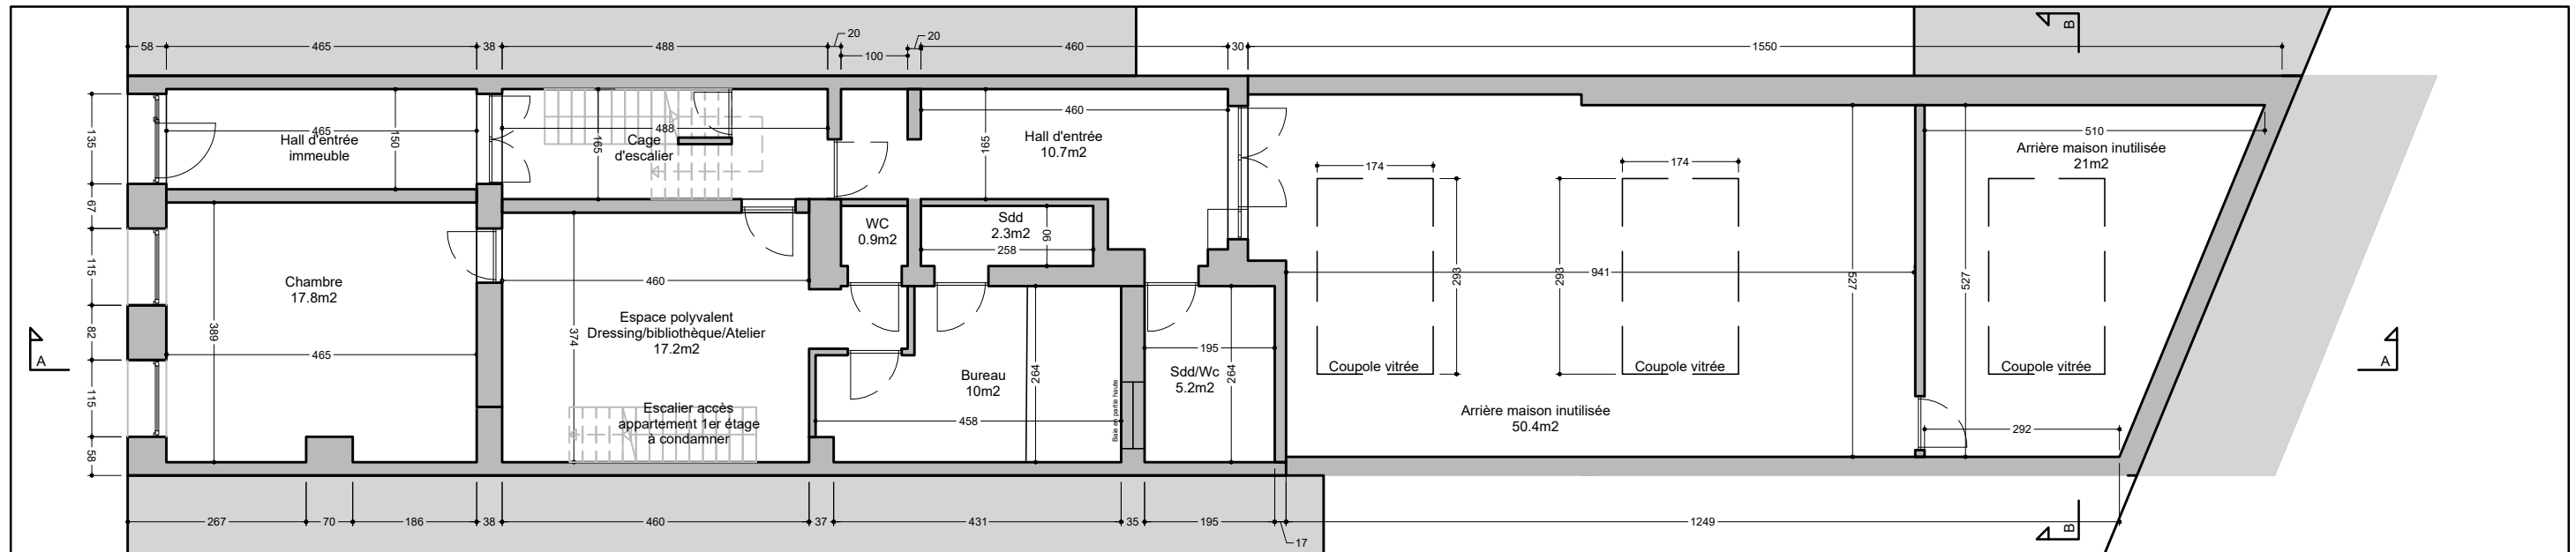 B
20
20
58
465
38
488
100
460
30
1550
135
67
115
82
115
58
465
150
Hall d'entrée
immeuble
488
165
Cage
d'escalier
460
165
Hall d'entrée
10.7m2
510
Arrière maison inutilisée
21m2
174
174
WC
0.9m2
Sdd
2.3m2
90
258
Chambre
17.8m2
389
465
460
374
Espace polyvalent
Dressing/bibliothèque/Atelier
17.2m2
Escalier accès
appartement 1er étage
à condamner
Bureau
10m2
264
458
Baie en partie haute
195
Sdd/Wc
5.2m2
264
293
293
941
527
527
Coupole vitrée
Coupole vitrée
Coupole vitrée
Arrière maison inutilisée
50.4m2
292
A
A
267
70
186
38
460
37
431
35
195
17
1249
B